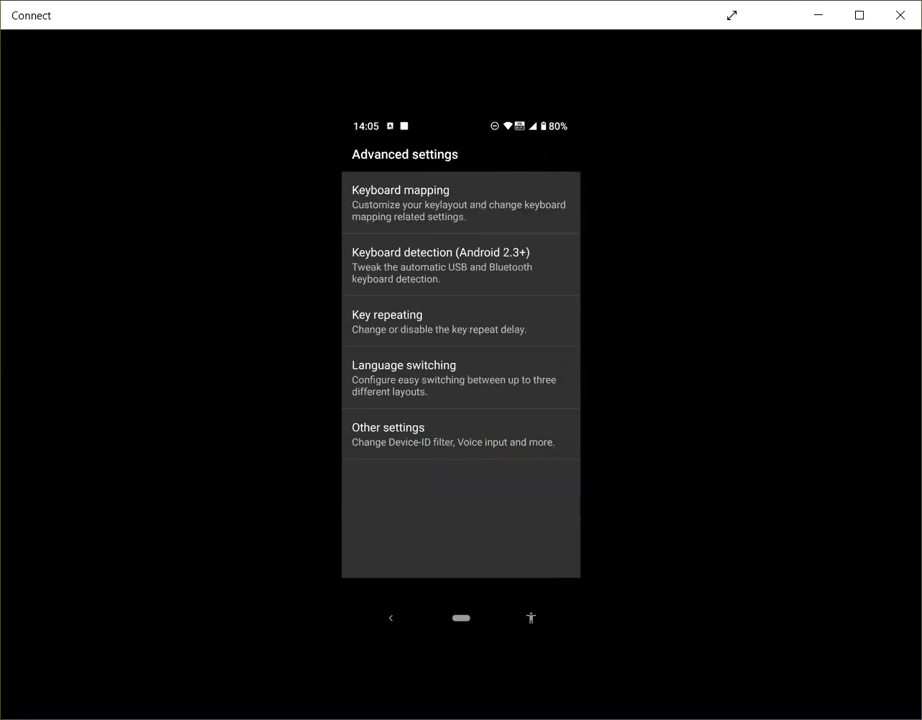 Connect
14:05
80%
Advanced settings
Keyboard mapping
Customize your keylayout and change keyboard
mapping related settings.
Keyboard detection (Android 2.3+)
Tweak the automatic USB and Bluetooth
keyboard detection.
Key repeating
Change or disable the key repeat delay.
Language switching
Configure easy switching between up to three
different layouts.
Other settings
Change Device-ID filter, Voice input and more.